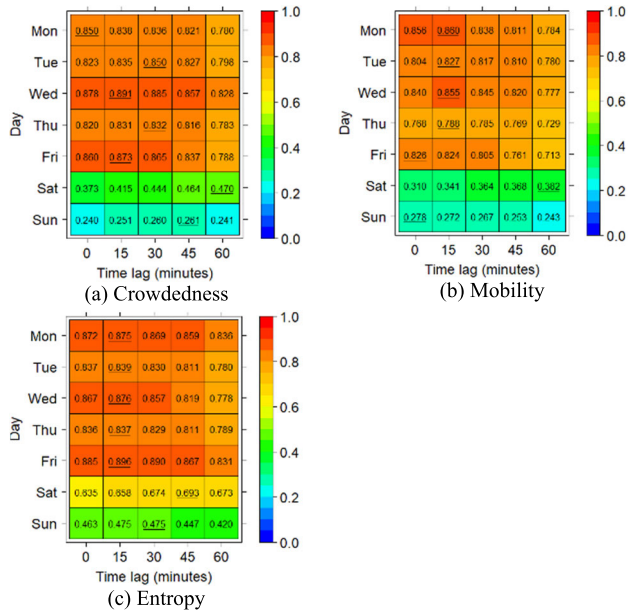 Day
Mon 0.850 0.838 0.836 0.821 0.780
Tue 0.823 0.835 0.850 0.827 0.798
Wed 0.878 0.891 0.885 0.857 0.828
Thu 0.820 0.831 0.832 0.816 0.783
Fri 0.860 0.873 0.865 0.837 0.788
Sat 0.373 0.415 0.444 0.464 0.470
Sun 0.240 0.251 0.260 0.261 0.241
0 15 30 45 60
Time lag (minutes)
1.0
0.8
0.6
0.4
0.2
0.0
(a) Crowdedness
Day
Mon 0.856 0.860 0.838 0.811 0.764
Tue 0.804 0.827 0.817 0.810 0.780
Wed 0.840 0.855 0.845 0.820 0.777
Thu 0.768 0.788 0.785 0.769 0.729
Fri 0.826 0.824 0.805 0.761 0.713
Sat 0.310 0.341 0.364 0.368 0.382
Sun 0.278 0.272 0.267 0.253 0.243
0 15 30 45 60
Time lag (minutes)
1.0
0.8
0.6
0.4
0.2
0.0
(b) Mobility
Day
Mon 0.872 0.875 0.869 0.859 0.836
Tue 0.837 0.839 0.830 0.811 0.780
Wed 0.867 0.876 0.857 0.819 0.778
Thu 0.836 0.837 0.829 0.811 0.789
Fri 0.885 0.896 0.890 0.867 0.831
Sat 0.635 0.658 0.674 0.693 0.673
Sun 0.463 0.475 0.475 0.447 0.420
0 15 30 45 60
Time lag (minutes)
1.0
0.8
0.6
0.4
0.2
0.0
(c) Entropy